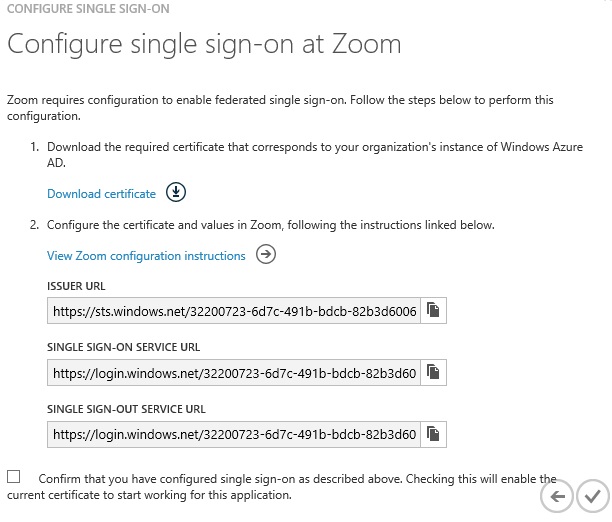 CONFIGURE SINGLE SIGN-ON
Configure single sign-on at Zoom
Zoom requires configuration to enable federated single sign-on. Follow the steps below to perform this
configuration.
1. Download the required certificate that corresponds to your organization's instance of Windows Azure
AD.
Download certificate
2. Configure the certificate and values in Zoom, following the instructions linked below.
View Zoom configuration instructions
ISSUER URL
https://sts.windows.net/32200723-6d7c-491b-bdcb-82b3d6006
SINGLE SIGN-ON SERVICE URL
https://login.windows.net/32200723-6d7c-491b-bdcb-82b3d60
SINGLE SIGN-OUT SERVICE URL
https://login.windows.net/32200723-6d7c-491b-bdcb-82b3d60
Confirm that you have configured single sign-on as described above. Checking this will enable the
current certificate to start working for this application.